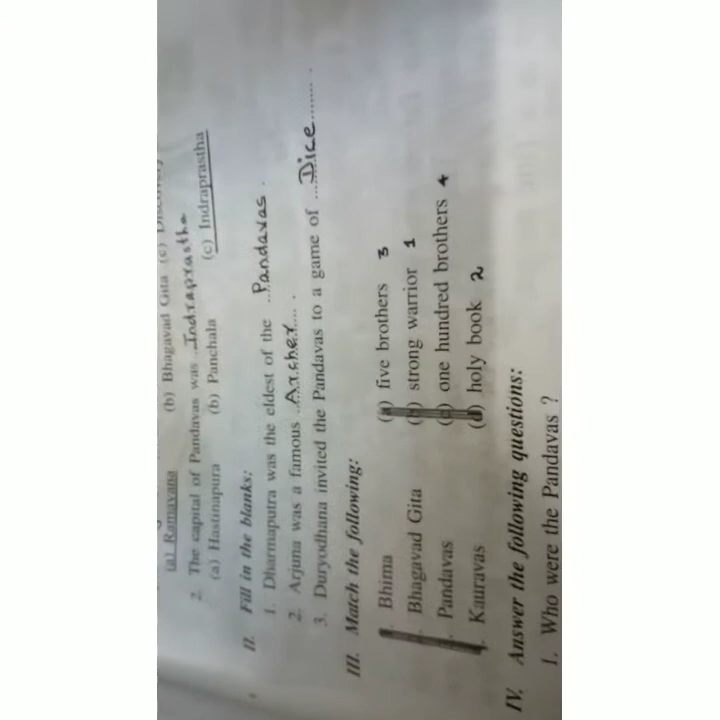 (a) Ramayana (b) Bhagavad Gita (c)
2. The capital of Pandavas was Indraprastha
(a) Hastinapura (b) Panchala (c) Indraprastha
II. Fill in the blanks:
1. Dharmaputra was the eldest of the ..Pandavas.
2. Arjuna was a famous ..Archer.... .
3. Duryodhana invited the Pandavas to a game of ....Dice........ .
III. Match the following:
Bhima (a) five brothers 3
Bhagavad Gita (b) strong warrior 1
Pandavas (c) one hundred brothers 4
Kauravas (d) holy book 2
IV. Answer the following questions:
1. Who were the Pandavas ?